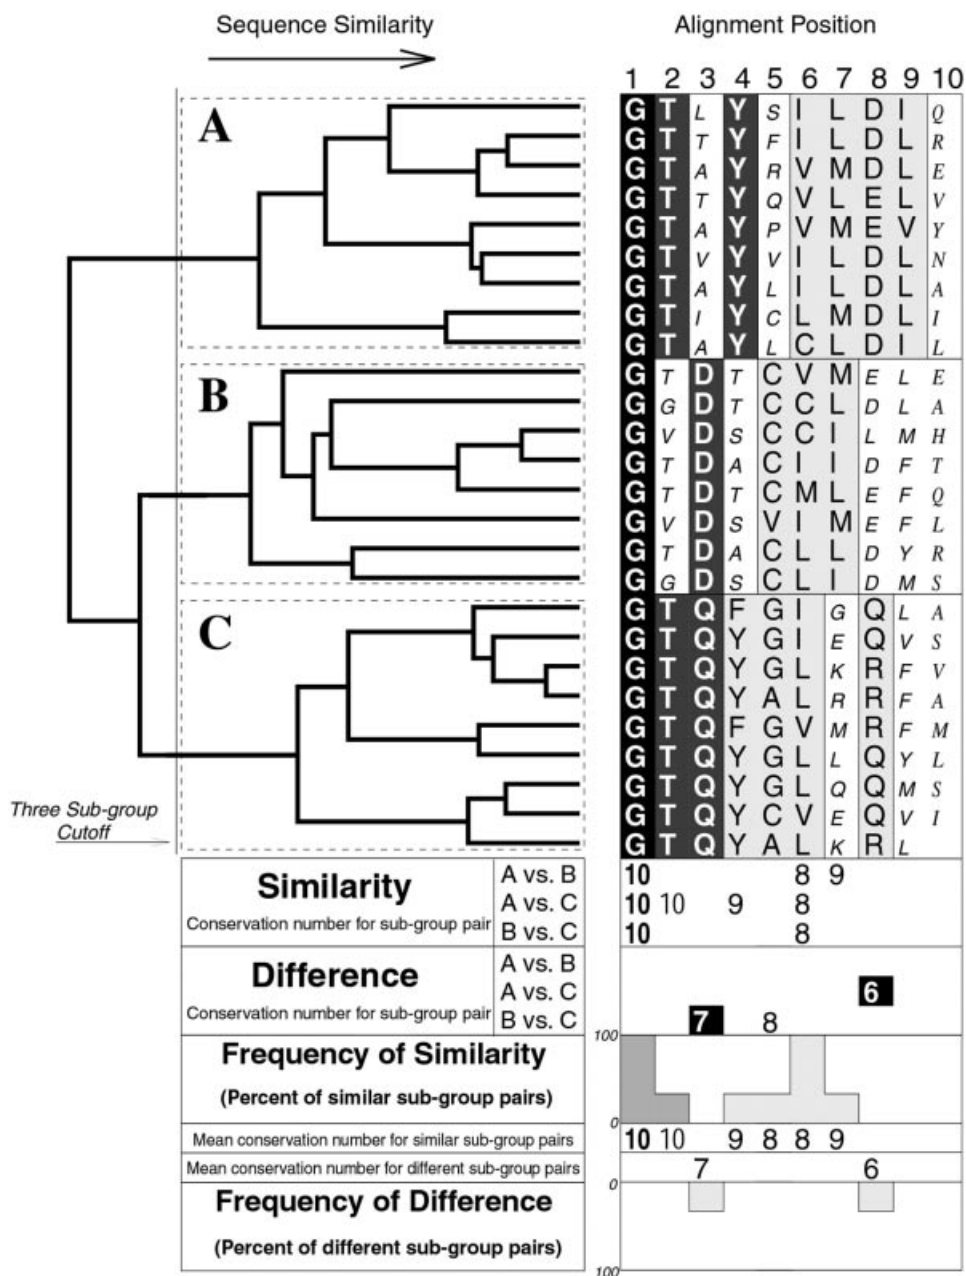 Sequence Similarity
Alignment Position
1 2 3 4 5 6 7 8 9 10
A
G T L Y S I L D I Q
G T T Y F I L D L R
G T A Y R V M D L E
G T T Y Q V L E L V
G T A Y P V M E V Y
G T V Y V I L D L N
G T A Y L I L D L A
G T I Y C L M D L I
G T A Y L C L D I L
B
G T D T C V M E L E
G G D T C C L D L A
G V D S C C I L M H
G T D A C I I D F T
G T D T C M L E F Q
G V D S V I M E F L
G T D A C L L D Y R
G G D S C L I D M S
C
G T Q F G I G Q L A
G T Q Y G I E Q V S
G T Q Y G L K R F V
G T Q Y A L R R F A
G T Q F G V M R F M
G T Q Y G L L Q Y L
G T Q Y G L Q Q M S
G T Q Y C V E Q V I
G T Q Y A L K R L
Three Sub-group
Cutoff
Similarity
Conservation number for sub-group pair
A vs. B
A vs. C
B vs. C
10 8 9
10 10 9 8
10 8
Difference
Conservation number for sub-group pair
A vs. B
A vs. C
B vs. C
6
7 8
Frequency of Similarity
(Percent of similar sub-group pairs)
100
0
Mean conservation number for similar sub-group pairs
10 10 9 8 8 9
Mean conservation number for different sub-group pairs
7 6
Frequency of Difference
(Percent of different sub-group pairs)
0
100